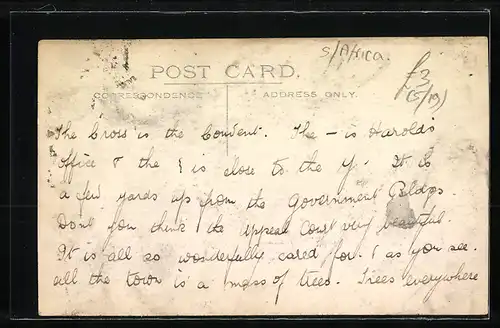 S/Africa.
POST CARD.
£3
(5/19)
CORRESPONDENCE
ADDRESS ONLY.
The Cross is the Convent. The – is Harold's
Office & the | is close to the y. It is
a few yards up from the Government Bldgs.
Don't you think the Appeal Court very beautiful.
It is all so wonderfully cared for. & as you see
all the town is a mass of trees. Trees everywhere